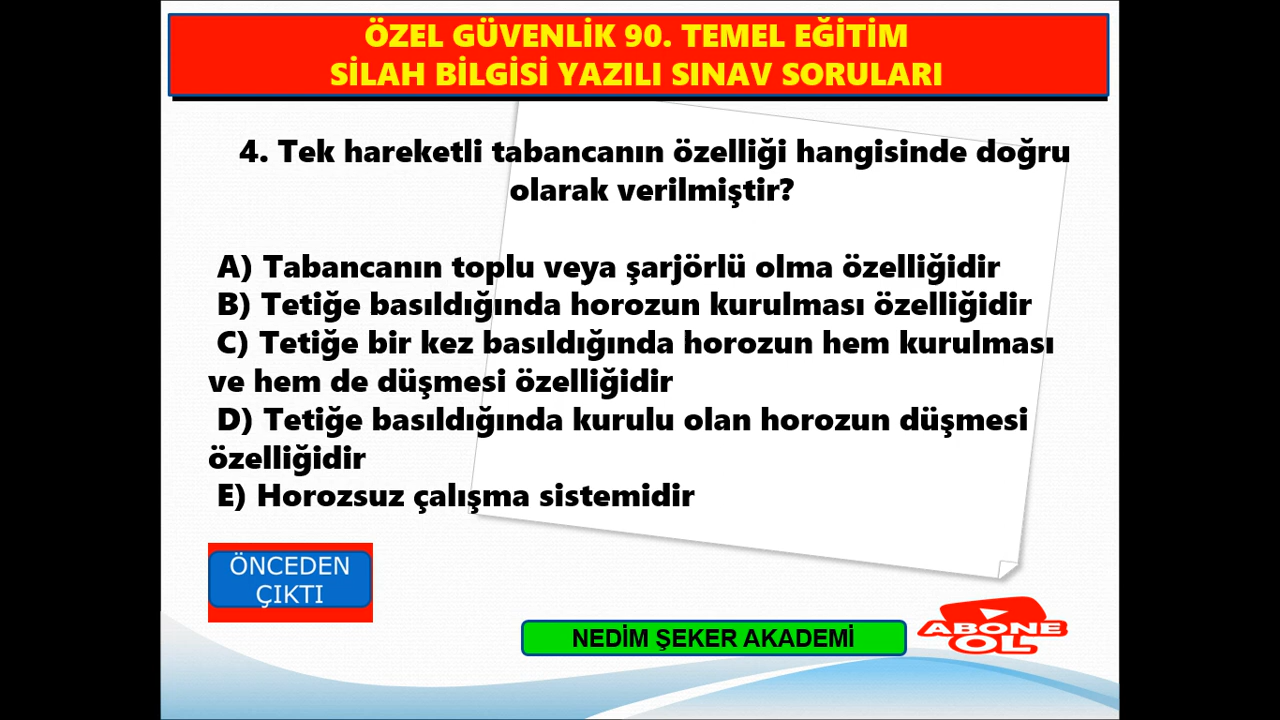 ÖZEL GÜVENLİK 90. TEMEL EĞİTİM
SİLAH BİLGİSİ YAZILI SINAV SORULARI
4. Tek hareketli tabancanın özelliği hangisinde doğru
olarak verilmiştir?
A) Tabancanın toplu veya şarjörlü olma özelliğidir
B) Tetiğe basıldığında horozun kurulması özelliğidir
C) Tetiğe bir kez basıldığında horozun hem kurulması
ve hem de düşmesi özelliğidir
D) Tetiğe basıldığında kurulu olan horozun düşmesi
özelliğidir
E) Horozsuz çalışma sistemidir
ÖNCEDEN
ÇIKTI
NEDİM ŞEKER AKADEMİ
ABONE
OL